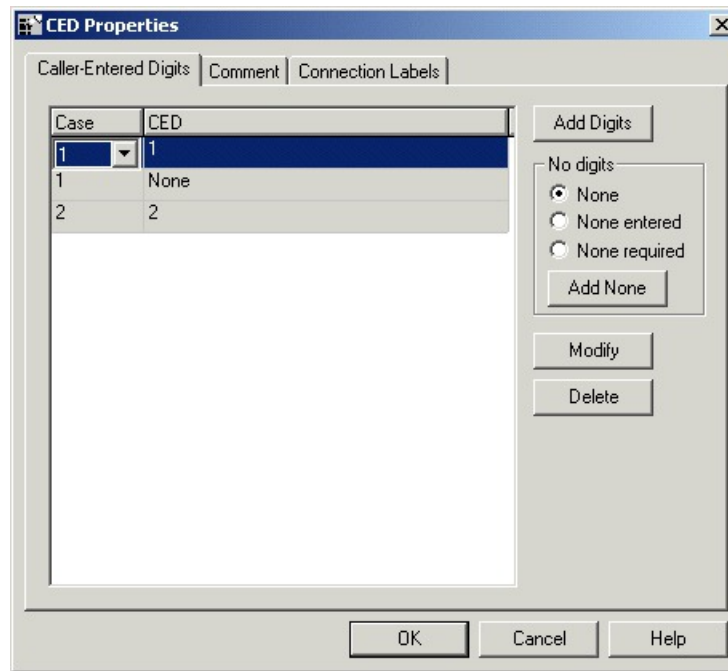 CED Properties
Caller-Entered Digits Comment Connection Labels
Case CED
1 1
1 None
2 2
Add Digits
No digits
None
None entered
None required
Add None
Modify
Delete
OK Cancel Help